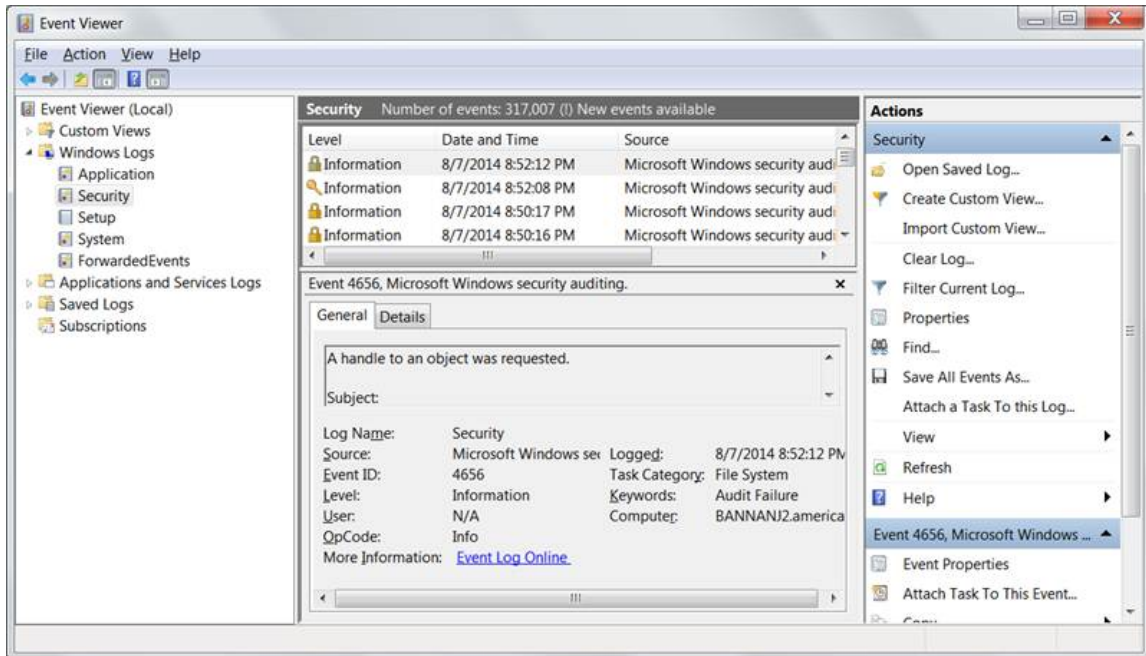 Event Viewer
File Action View Help
Event Viewer (Local)
Custom Views
Windows Logs
Application
Security
Setup
System
ForwardedEvents
Applications and Services Logs
Saved Logs
Subscriptions
Security Number of events: 317,007 (!) New events available
Level Date and Time Source
Information 8/7/2014 8:52:12 PM Microsoft Windows security audi
Information 8/7/2014 8:52:08 PM Microsoft Windows security audi
Information 8/7/2014 8:50:17 PM Microsoft Windows security audi
Information 8/7/2014 8:50:16 PM Microsoft Windows security audi
Event 4656, Microsoft Windows security auditing.
General Details
A handle to an object was requested.
Subject:
Log Name: Security
Source: Microsoft Windows sec Logged: 8/7/2014 8:52:12 PM
Event ID: 4656 Task Category: File System
Level: Information Keywords: Audit Failure
User: N/A Computer: BANNANJ2.america
OpCode: Info
More Information: Event Log Online
Actions
Security
Open Saved Log...
Create Custom View...
Import Custom View...
Clear Log...
Filter Current Log...
Properties
Find...
Save All Events As...
Attach a Task To this Log...
View
Refresh
Help
Event 4656, Microsoft Windows ...
Event Properties
Attach Task To This Event...